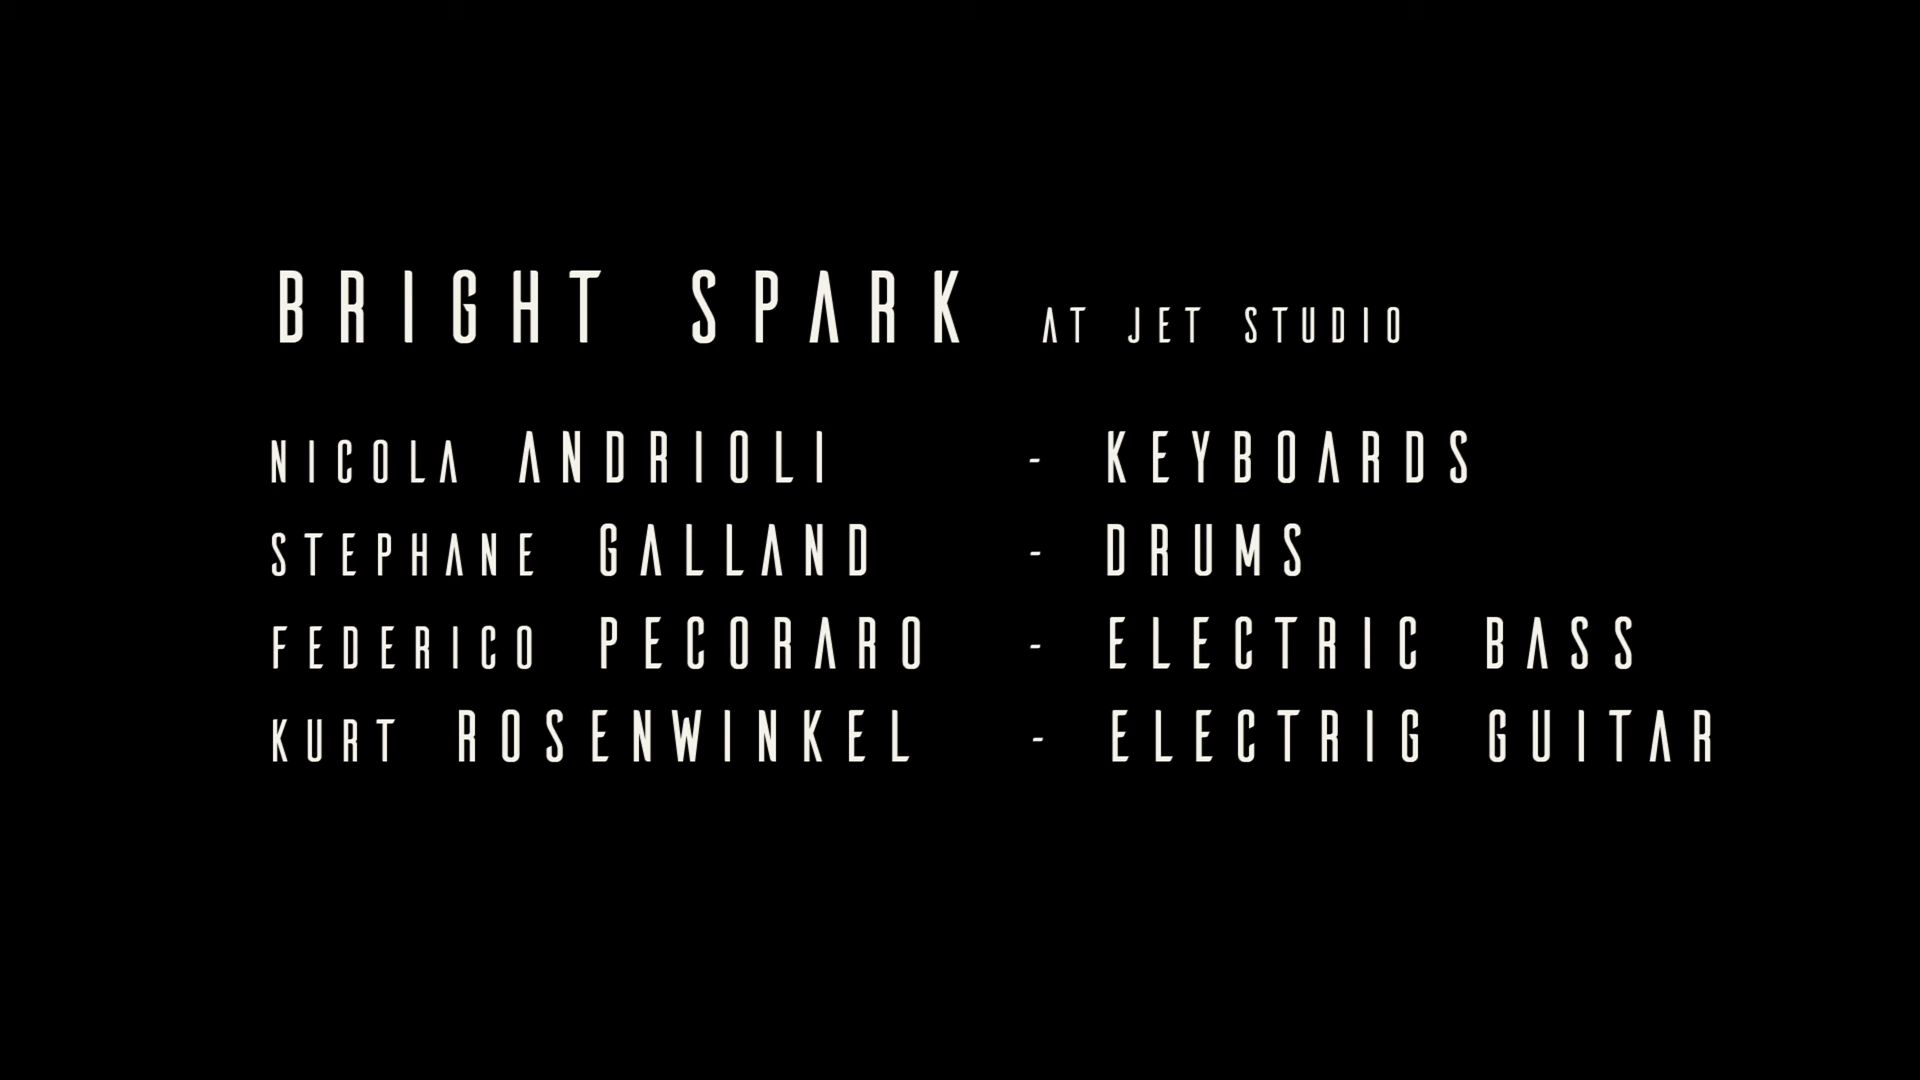 BRIGHT SPARK AT JET STUDIO
NICOLA ANDRIOLI - KEYBOARDS
STEPHANE GALLAND - DRUMS
FEDERICO PECORARO - ELECTRIC BASS
KURT ROSENWINKEL - ELECTRIG GUITAR